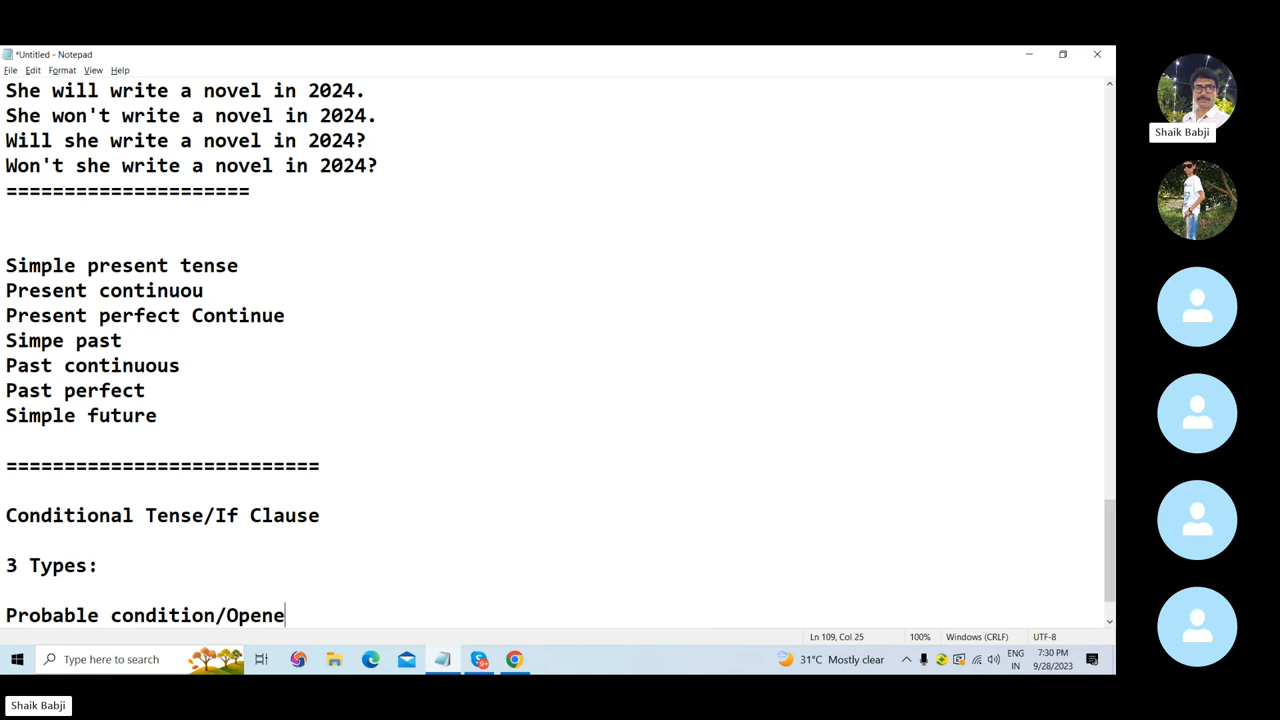 *Untitled - Notepad
File Edit Format View Help
She will write a novel in 2024.
She won't write a novel in 2024.
Will she write a novel in 2024?
Won't she write a novel in 2024?
=====================
Simple present tense
Present continuou
Present perfect Continue
Simpe past
Past continuous
Past perfect
Simple future
===========================
Conditional Tense/If Clause
3 Types:
Probable condition/Opene
Ln 109, Col 25 100% Windows (CRLF) UTF-8
Type here to search
31°C Mostly clear
ENG
IN
7:30 PM
9/28/2023
Shaik Babji
Shaik Babji